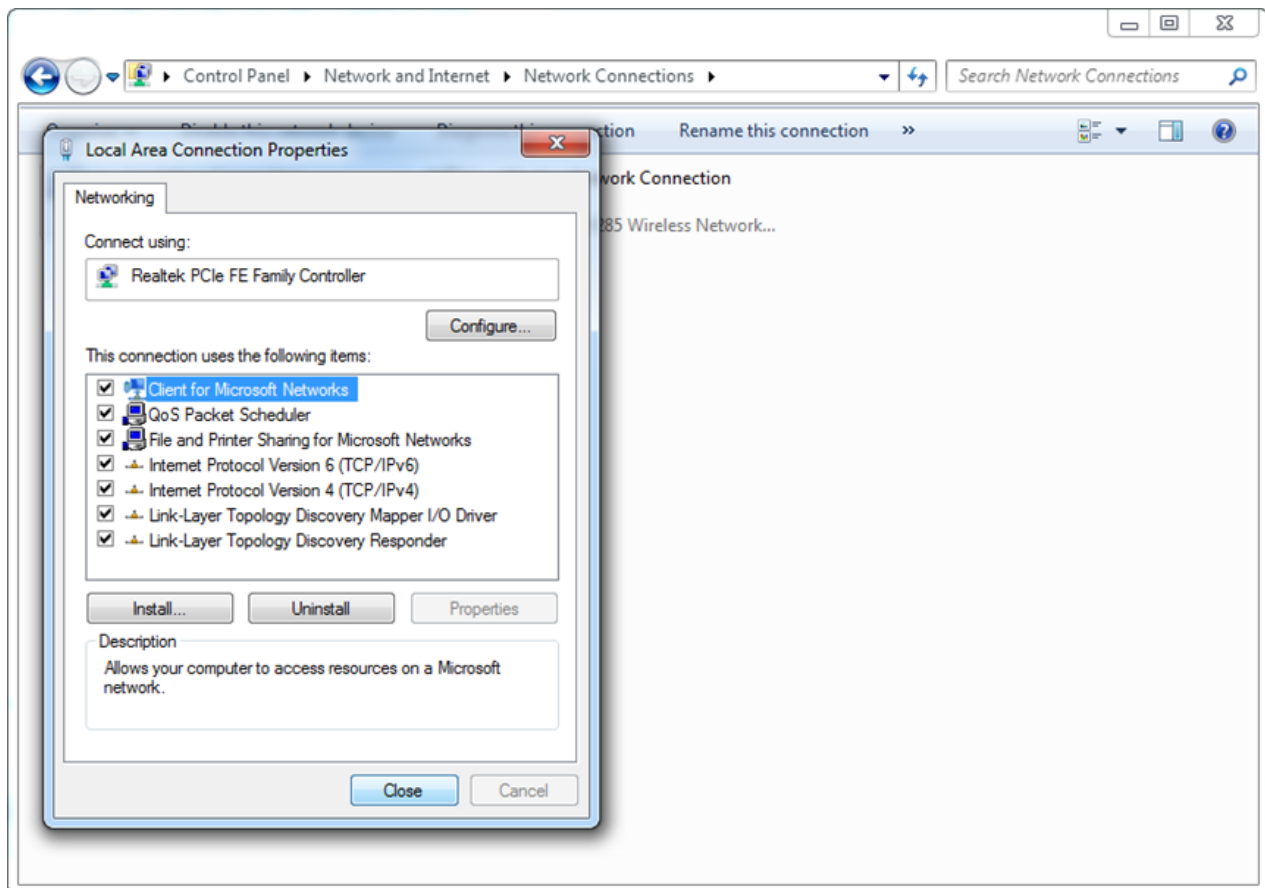 Control Panel Network and Internet Network Connections
Search Network Connections
Rename this connection »
Local Area Connection Properties
work Connection
285 Wireless Network...
Networking
Connect using:
Realtek PCIe FE Family Controller
Configure...
This connection uses the following items:
Client for Microsoft Networks
QoS Packet Scheduler
File and Printer Sharing for Microsoft Networks
Internet Protocol Version 6 (TCP/IPv6)
Internet Protocol Version 4 (TCP/IPv4)
Link-Layer Topology Discovery Mapper I/O Driver
Link-Layer Topology Discovery Responder
Install... Uninstall Properties
Description
Allows your computer to access resources on a Microsoft
network.
Close Cancel